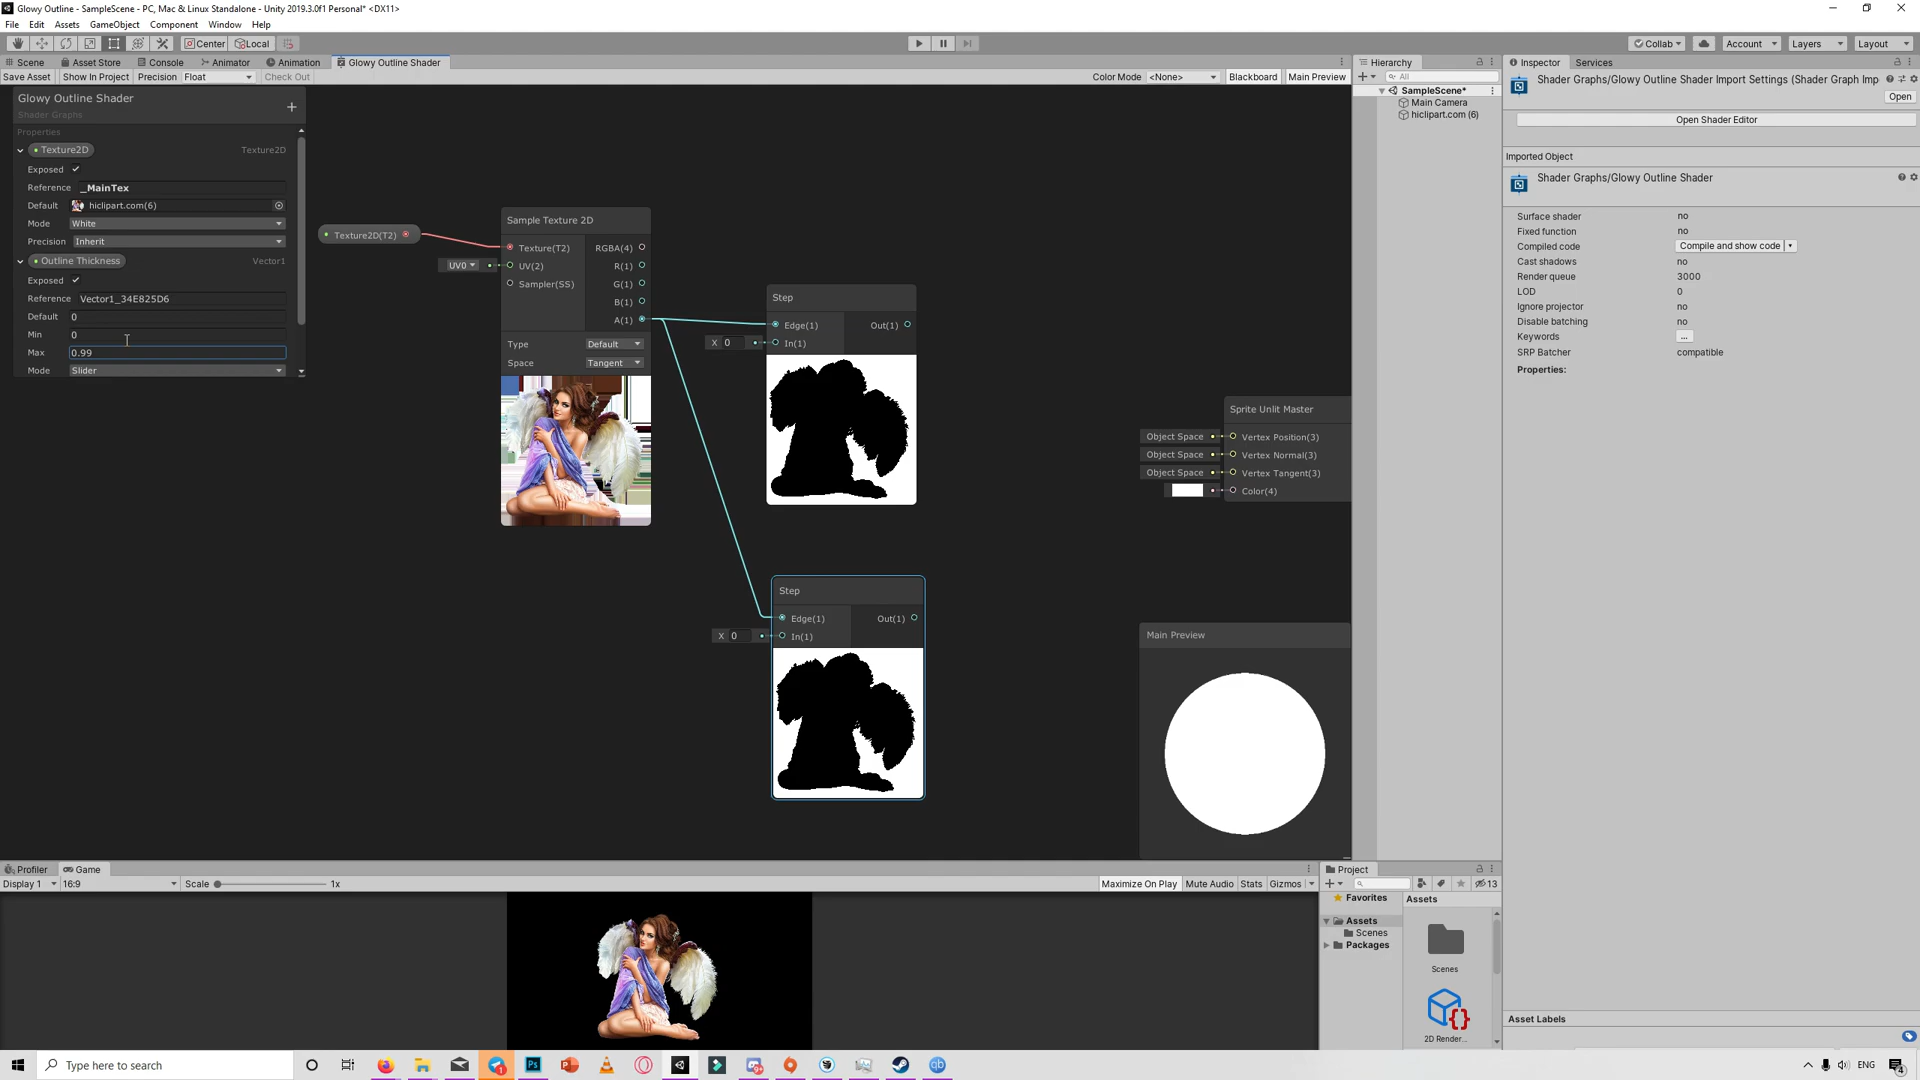 Glowy Outline - SampleScene - PC, Mac & Linux Standalone - Unity 2019.3.0f1 Personal* <DX11>
File Edit Assets GameObject Component Window Help
Center Local Collab Account Layers Layout
Scene Asset Store Console Animator Animation Glowy Outline Shader
Save Asset Show In Project Precision Float Check Out Color Mode <None> Blackboard Main Preview
Glowy Outline Shader
Shader Graphs
Properties
Texture2D Texture2D
Exposed
Reference _MainTex
Default hiclipart.com(6)
Mode White
Precision Inherit
Outline Thickness Vector1
Exposed
Reference Vector1_34E825D6
Default 0
Min 0
Max 0.99
Mode Slider
Texture2D(T2)
Sample Texture 2D
Texture(T2) RGBA(4)
UV0 UV(2) R(1)
Sampler(SS) G(1)
B(1)
A(1)
Type Default
Space Tangent
Step
Edge(1) Out(1)
X 0 In(1)
Step
Edge(1) Out(1)
X 0 In(1)
Sprite Unlit Master
Object Space Vertex Position(3)
Object Space Vertex Normal(3)
Object Space Vertex Tangent(3)
Color(4)
Main Preview
Hierarchy
All
SampleScene*
Main Camera
hiclipart.com (6)
Inspector Services
Shader Graphs/Glowy Outline Shader Import Settings (Shader Graph Imp
Open
Open Shader Editor
Imported Object
Shader Graphs/Glowy Outline Shader
Surface shader no
Fixed function no
Compiled code Compile and show code
Cast shadows no
Render queue 3000
LOD 0
Ignore projector no
Disable batching no
Keywords ...
SRP Batcher compatible
Properties:
Asset Labels
Profiler Game
Display 1 16:9 Scale 1x Maximize On Play Mute Audio Stats Gizmos
Project
13
Favorites
Assets
Scenes
Packages
Assets
Scenes
2D Render...
Type here to search
Ps
ENG
4